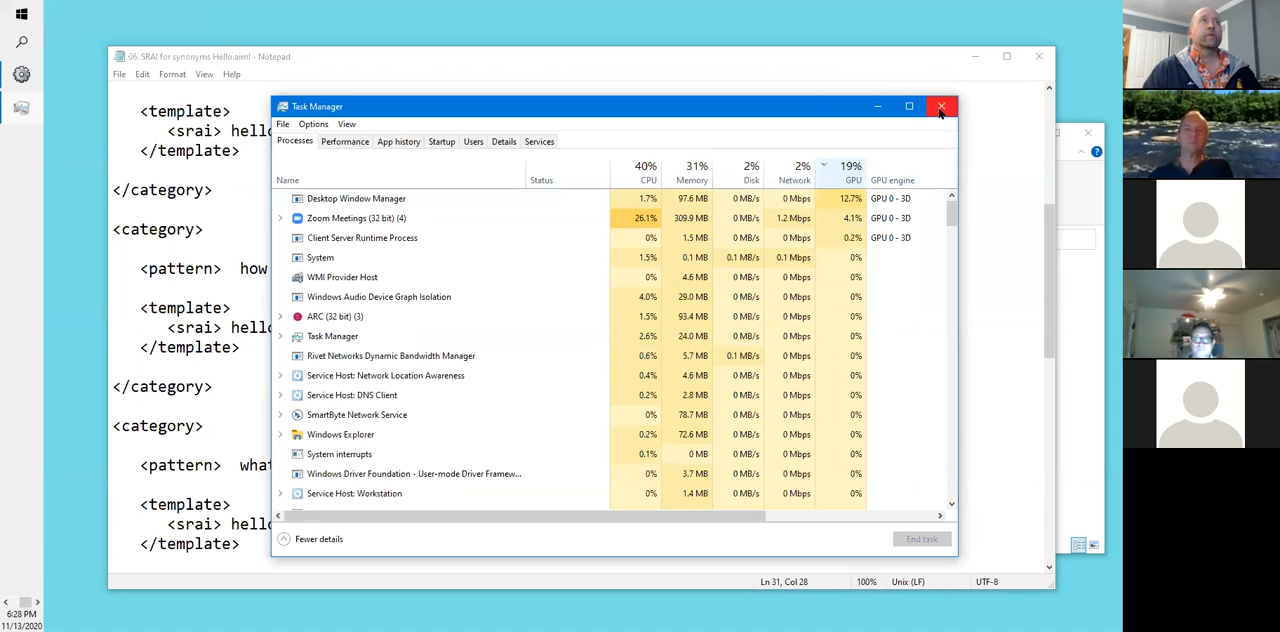 06. SRAI for synonyms Hello.aiml - Notepad
File Edit Format View Help
<template>
<srai> hello
</template>
</category>
<category>
<pattern> how
<template>
<srai> hello
</template>
</category>
<category>
<pattern> what
<template>
<srai> hello
</template>
Ln 31, Col 28 100% Unix (LF) UTF-8
Task Manager
File Options View
Processes Performance App history Startup Users Details Services
40% 31% 2% 2% 19%
Name Status CPU Memory Disk Network GPU GPU engine
Desktop Window Manager 1.7% 97.6 MB 0 MB/s 0 Mbps 12.7% GPU 0 - 3D
Zoom Meetings (32 bit) (4) 26.1% 309.9 MB 0 MB/s 1.2 Mbps 4.1% GPU 0 - 3D
Client Server Runtime Process 0% 1.5 MB 0 MB/s 0 Mbps 0.2% GPU 0 - 3D
System 1.5% 0.1 MB 0.1 MB/s 0.1 Mbps 0%
WMI Provider Host 0% 4.6 MB 0 MB/s 0 Mbps 0%
Windows Audio Device Graph Isolation 4.0% 29.0 MB 0 MB/s 0 Mbps 0%
ARC (32 bit) (3) 1.5% 93.4 MB 0 MB/s 0 Mbps 0%
Task Manager 2.6% 24.0 MB 0 MB/s 0 Mbps 0%
Rivet Networks Dynamic Bandwidth Manager 0.6% 5.7 MB 0.1 MB/s 0 Mbps 0%
Service Host: Network Location Awareness 0.4% 4.6 MB 0 MB/s 0 Mbps 0%
Service Host: DNS Client 0.2% 2.8 MB 0 MB/s 0 Mbps 0%
SmartByte Network Service 0% 78.7 MB 0 MB/s 0 Mbps 0%
Windows Explorer 0.2% 72.6 MB 0 MB/s 0 Mbps 0%
System interrupts 0.1% 0 MB 0 MB/s 0 Mbps 0%
Windows Driver Foundation - User-mode Driver Framew... 0% 3.7 MB 0 MB/s 0 Mbps 0%
Service Host: Workstation 0% 1.4 MB 0 MB/s 0 Mbps 0%
Fewer details End task
6:28 PM
11/13/2020